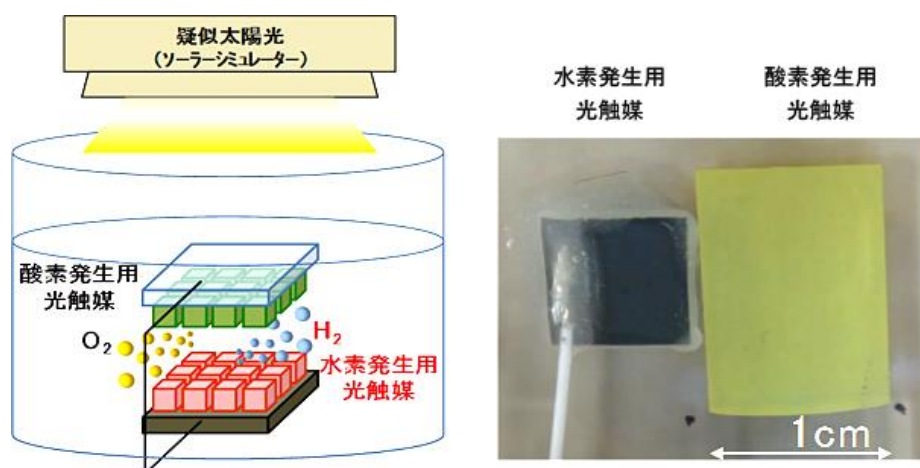 疑似太陽光
(ソーラーシミュレーター)
酸素発生用
光触媒
O₂
H₂
水素発生用
光触媒
水素発生用
光触媒
酸素発生用
光触媒
1cm